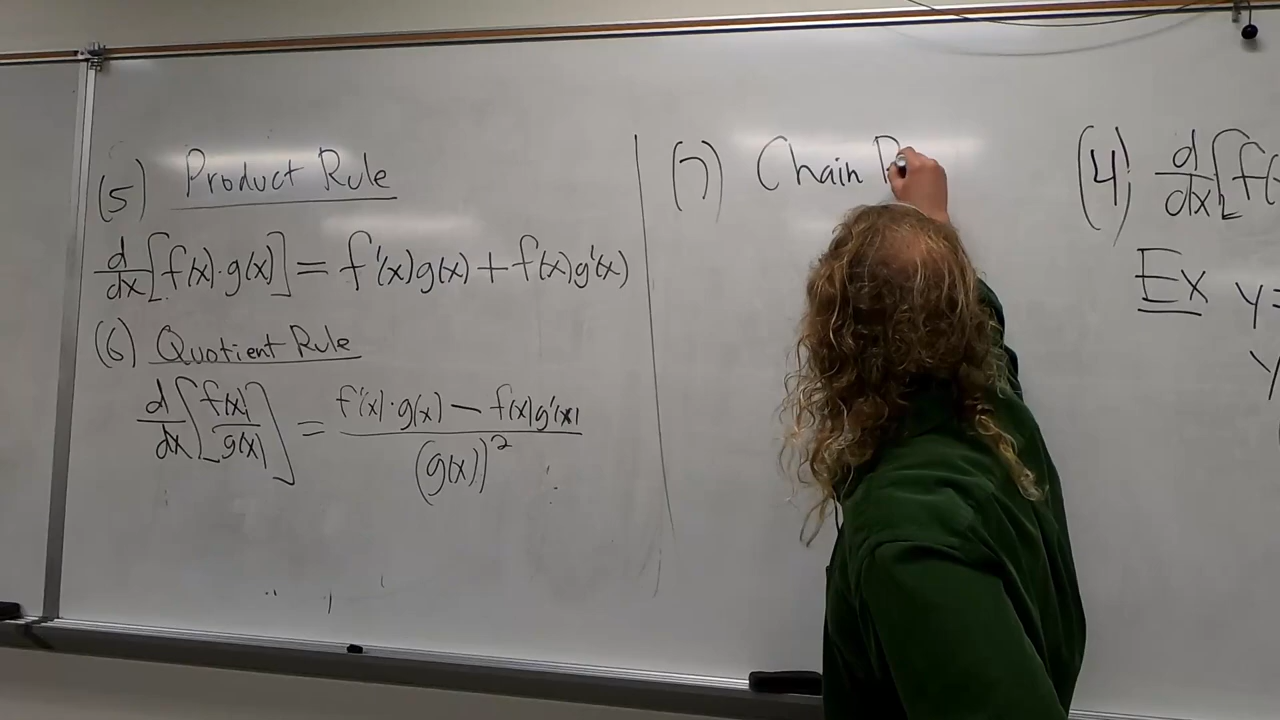 (5) Product Rule
d/dx[f(x)·g(x)] = f'(x)g(x) + f(x)g'(x)
(6) Quotient Rule
d/dx[f(x)/g(x)] = (f'(x)·g(x) − f(x)g'(x))/(g(x))²
(7) Chain
(4) d/dx[f(
Ex y=
y